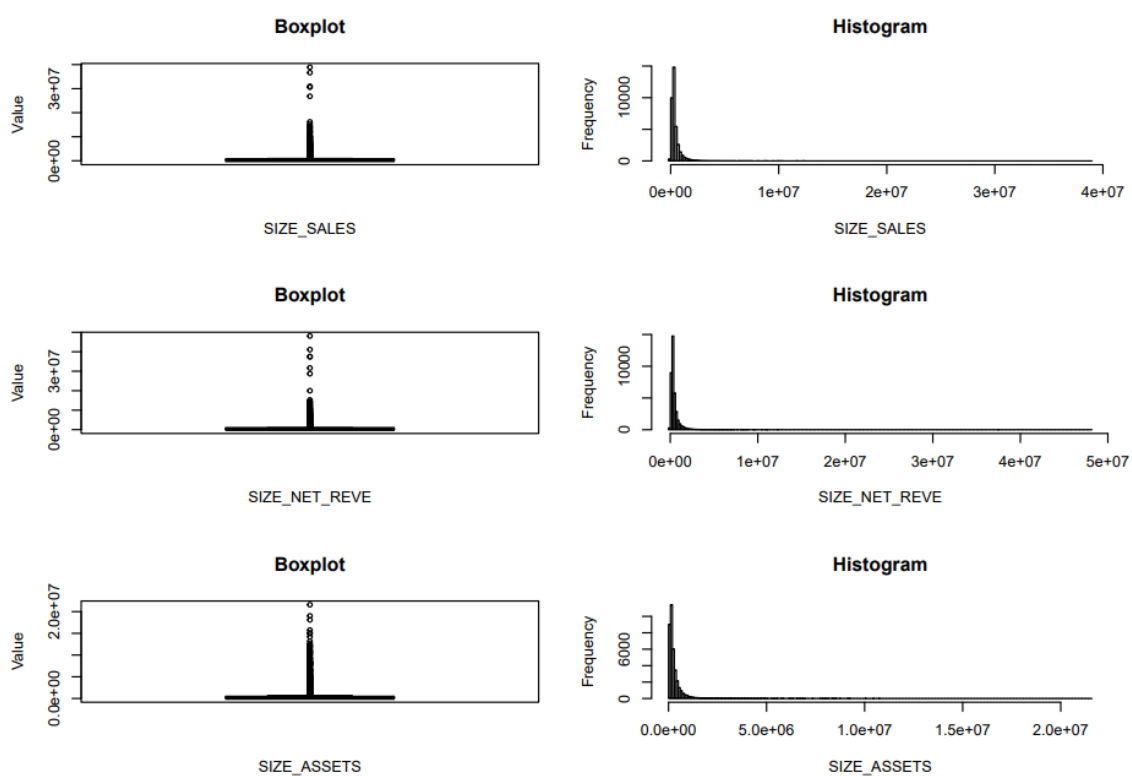 Boxplot
Value
0e+00 3e+07
SIZE_SALES
Histogram
Frequency
0 10000
0e+00 1e+07 2e+07 3e+07 4e+07
SIZE_SALES
Boxplot
Value
0e+00 3e+07
SIZE_NET_REVE
Histogram
Frequency
0 10000
0e+00 1e+07 2e+07 3e+07 4e+07 5e+07
SIZE_NET_REVE
Boxplot
Value
0.0e+00 2.0e+07
SIZE_ASSETS
Histogram
Frequency
0 6000
0.0e+00 5.0e+06 1.0e+07 1.5e+07 2.0e+07
SIZE_ASSETS